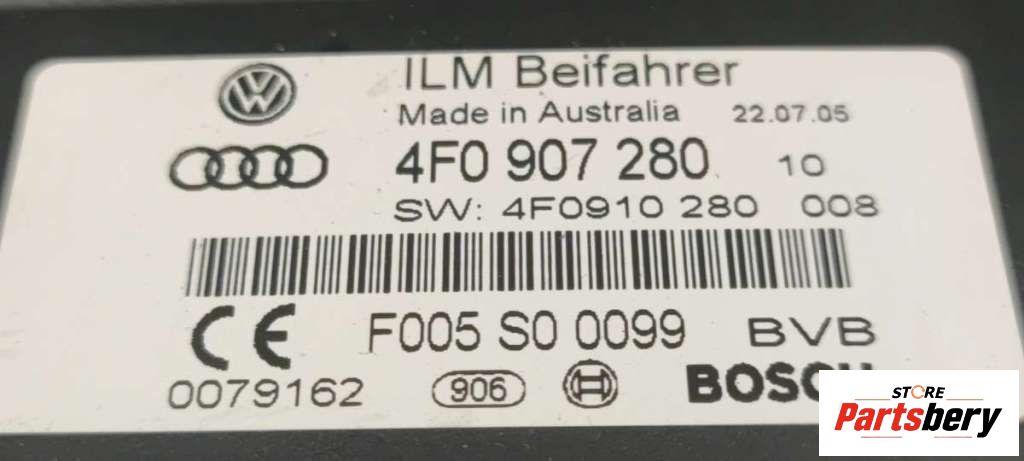 ILM Beifahrer
Made in Australia 22.07.05
4F0 907 280 10
SW: 4F0910 280 008
F005 S0 0099 BVB
0079162 906
STORE
Partsbery